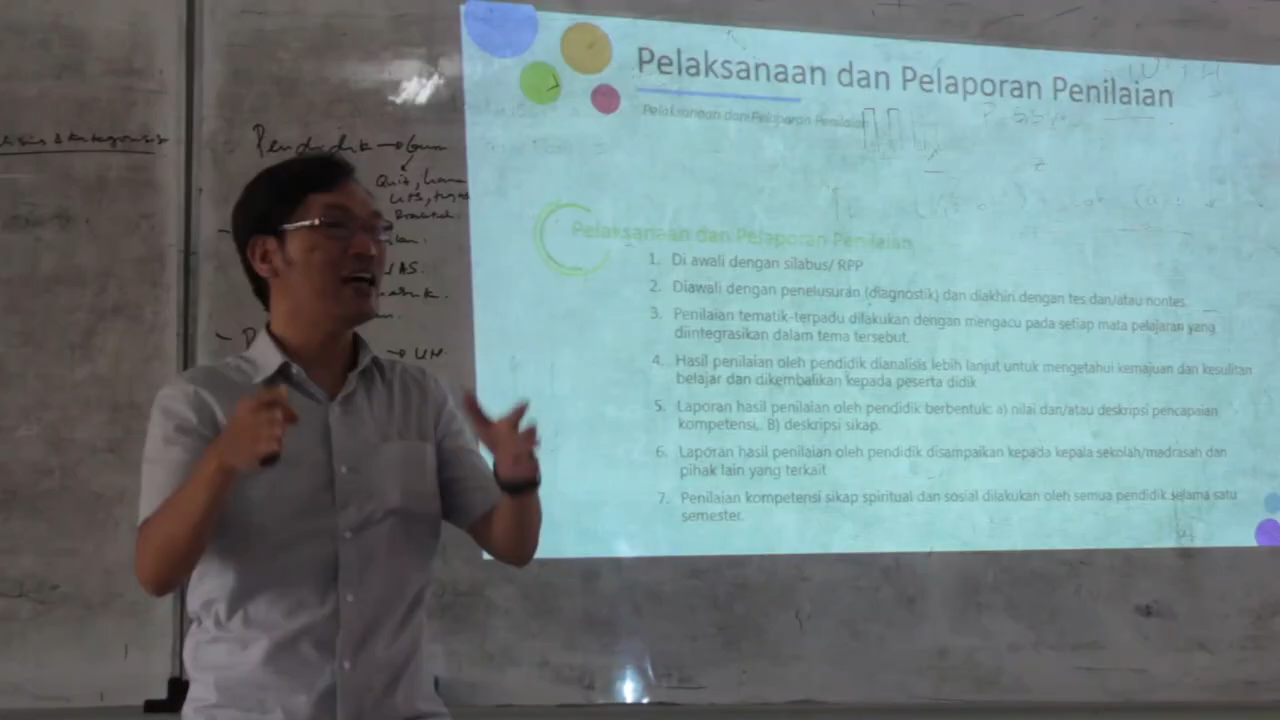 Pelaksanaan dan Pelaporan Penilaian
Pelaksanaan dan Pelaporan Penilaian
Pelaksanaan dan Pelaporan Penilaian
1. Di awali dengan silabus/ RPP
2. Diawali dengan penelusuran (diagnostik) dan diakhiri dengan tes dan/atau nontes.
3. Penilaian tematik-terpadu dilakukan dengan mengacu pada setiap mata pelajaran yang
diintegrasikan dalam tema tersebut.
4. Hasil penilaian oleh pendidik dianalisis lebih lanjut untuk mengetahui kemajuan dan kesulitan
belajar dan dikembalikan kepada peserta didik
5. Laporan hasil penilaian oleh pendidik berbentuk: a) nilai dan/atau deskripsi pencapaian
kompetensi,. B) deskripsi sikap.
6. Laporan hasil penilaian oleh pendidik disampaikan kepada kepala sekolah/madrasah dan
pihak lain yang terkait
7. Penilaian kompetensi sikap spiritual dan sosial dilakukan oleh semua pendidik selama satu
semester.
Pendidik →
UTS,
→ UN.